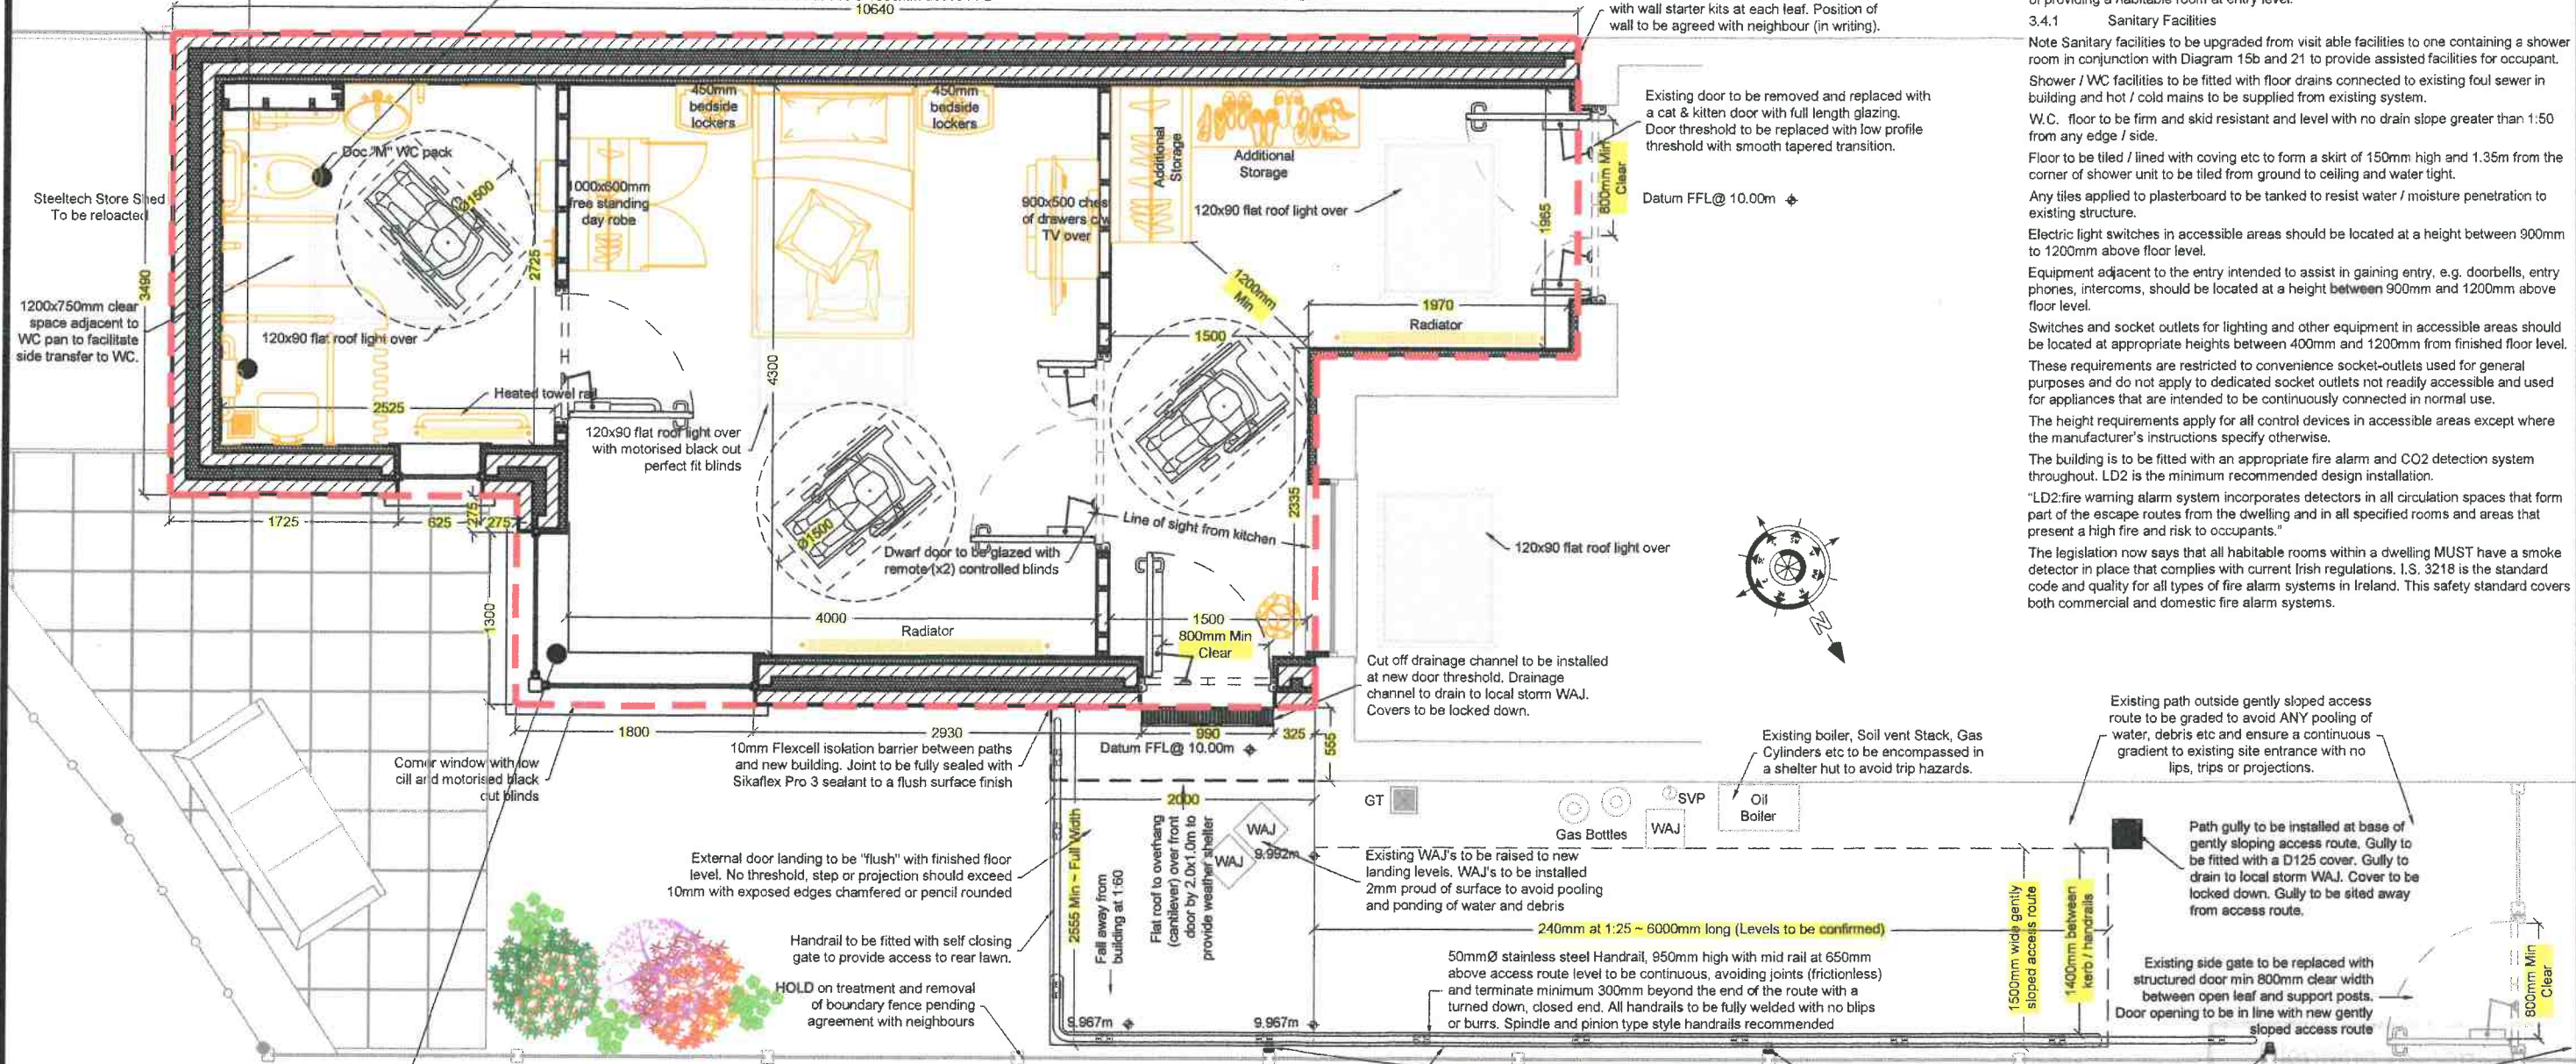 10640
with wall starter kits at each leaf. Position of
wall to be agreed with neighbour (in writing).
3.4.1 Sanitary Facilities
Note Sanitary facilities to be upgraded from visit able facilities to one containing a shower
room in conjunction with Diagram 15b and 21 to provide assisted facilities for occupant.
Shower / WC facilities to be fitted with floor drains connected to existing foul sewer in
building and hot / cold mains to be supplied from existing system.
W.C. floor to be firm and skid resistant and level with no drain slope greater than 1:50
from any edge / side.
Floor to be tiled / lined with coving etc to form a skirt of 150mm high and 1.35m from the
corner of shower unit to be tiled from ground to ceiling and water tight.
Any tiles applied to plasterboard to be tanked to resist water / moisture penetration to
existing structure.
Electric light switches in accessible areas should be located at a height between 900mm
to 1200mm above floor level.
Equipment adjacent to the entry intended to assist in gaining entry, e.g. doorbells, entry
phones, intercoms, should be located at a height between 900mm and 1200mm above
floor level.
Switches and socket outlets for lighting and other equipment in accessible areas should
be located at appropriate heights between 400mm and 1200mm from finished floor level.
These requirements are restricted to convenience socket-outlets used for general
purposes and do not apply to dedicated socket outlets not readily accessible and used
for appliances that are intended to be continuously connected in normal use.
The height requirements apply for all control devices in accessible areas except where
the manufacturer's instructions specify otherwise.
The building is to be fitted with an appropriate fire alarm and CO2 detection system
throughout. LD2 is the minimum recommended design installation.
"LD2:fire warning alarm system incorporates detectors in all circulation spaces that form
part of the escape routes from the dwelling and in all specified rooms and areas that
present a high fire and risk to occupants."
The legislation now says that all habitable rooms within a dwelling MUST have a smoke
detector in place that complies with current Irish regulations. I.S. 3218 is the standard
code and quality for all types of fire alarm systems in Ireland. This safety standard covers
both commercial and domestic fire alarm systems.
Existing door to be removed and replaced with
a cat & kitten door with full length glazing.
Door threshold to be replaced with low profile
threshold with smooth tapered transition.
800mm Min
Clear
Datum FFL@ 10.00m
1965
450mm
bedside
lockers
450mm
bedside
lockers
Additional
Storage
Additional
Storage
120x90 flat roof light over
Doc "M" WC pack
Ø1500
2725
1000x600mm
free standing
day robe
900x500 ches
of drawers c/w
TV over
Steeltech Store Shed
To be reloacted
3490
1200x750mm clear
space adjacent to
WC pan to facilitate
side transfer to WC.
120x90 flat roof light over
1200mm
Min
1970
Radiator
1500
4300
Heated towel rail
2525
120x90 flat roof light over
with motorised black out
perfect fit blinds
Ø1500
Dwarf door to be glazed with
remote (x2) controlled blinds
Line of sight from kitchen
2335
120x90 flat roof light over
N
1725
625
275
275
1300
4000
Radiator
1500
800mm Min
Clear
Cut off drainage channel to be installed
at new door threshold. Drainage
channel to drain to local storm WAJ.
Covers to be locked down.
1800
2930
990
325
555
Datum FFL@ 10.00m
Corner window with low
cill and motorised black
out blinds
10mm Flexcell isolation barrier between paths
and new building. Joint to be fully sealed with
Sikaflex Pro 3 sealant to a flush surface finish
Existing boiler, Soil vent Stack, Gas
Cylinders etc to be encompassed in
a shelter hut to avoid trip hazards.
Existing path outside gently sloped access
route to be graded to avoid ANY pooling of
water, debris etc and ensure a continuous
gradient to existing site entrance with no
lips, trips or projections.
2000
GT
Gas Bottles
SVP
WAJ
Oil
Boiler
WAJ
WAJ
9.992m
2555 Min ~ Full Width
Fall away from
building at 1:60
Flat roof to overhang
(cantilever) over front
door by 2.0x1.0m to
provide weather shelter
External door landing to be "flush" with finished floor
level. No threshold, step or projection should exceed
10mm with exposed edges chamfered or pencil rounded
Existing WAJ's to be raised to new
landing levels. WAJ's to be installed
2mm proud of surface to avoid pooling
and ponding of water and debris
Path gully to be installed at base of
gently sloping access route. Gully to
be fitted with a D125 cover. Gully to
drain to local storm WAJ. Cover to be
locked down. Gully to be sited away
from access route.
240mm at 1:25 ~ 6000mm long (Levels to be confirmed)
1500mm wide gently
sloped access route
1400mm between
kerb / handrails
Handrail to be fitted with self closing
gate to provide access to rear lawn.
50mmØ stainless steel Handrail, 950mm high with mid rail at 650mm
above access route level to be continuous, avoiding joints (frictionless)
and terminate minimum 300mm beyond the end of the route with a
turned down, closed end. All handrails to be fully welded with no blips
or burrs. Spindle and pinion type style handrails recommended
HOLD on treatment and removal
of boundary fence pending
agreement with neighbours
9.967m
9.967m
Existing side gate to be replaced with
structured door min 800mm clear width
between open leaf and support posts.
Door opening to be in line with new gently
sloped access route
800mm Min
Clear